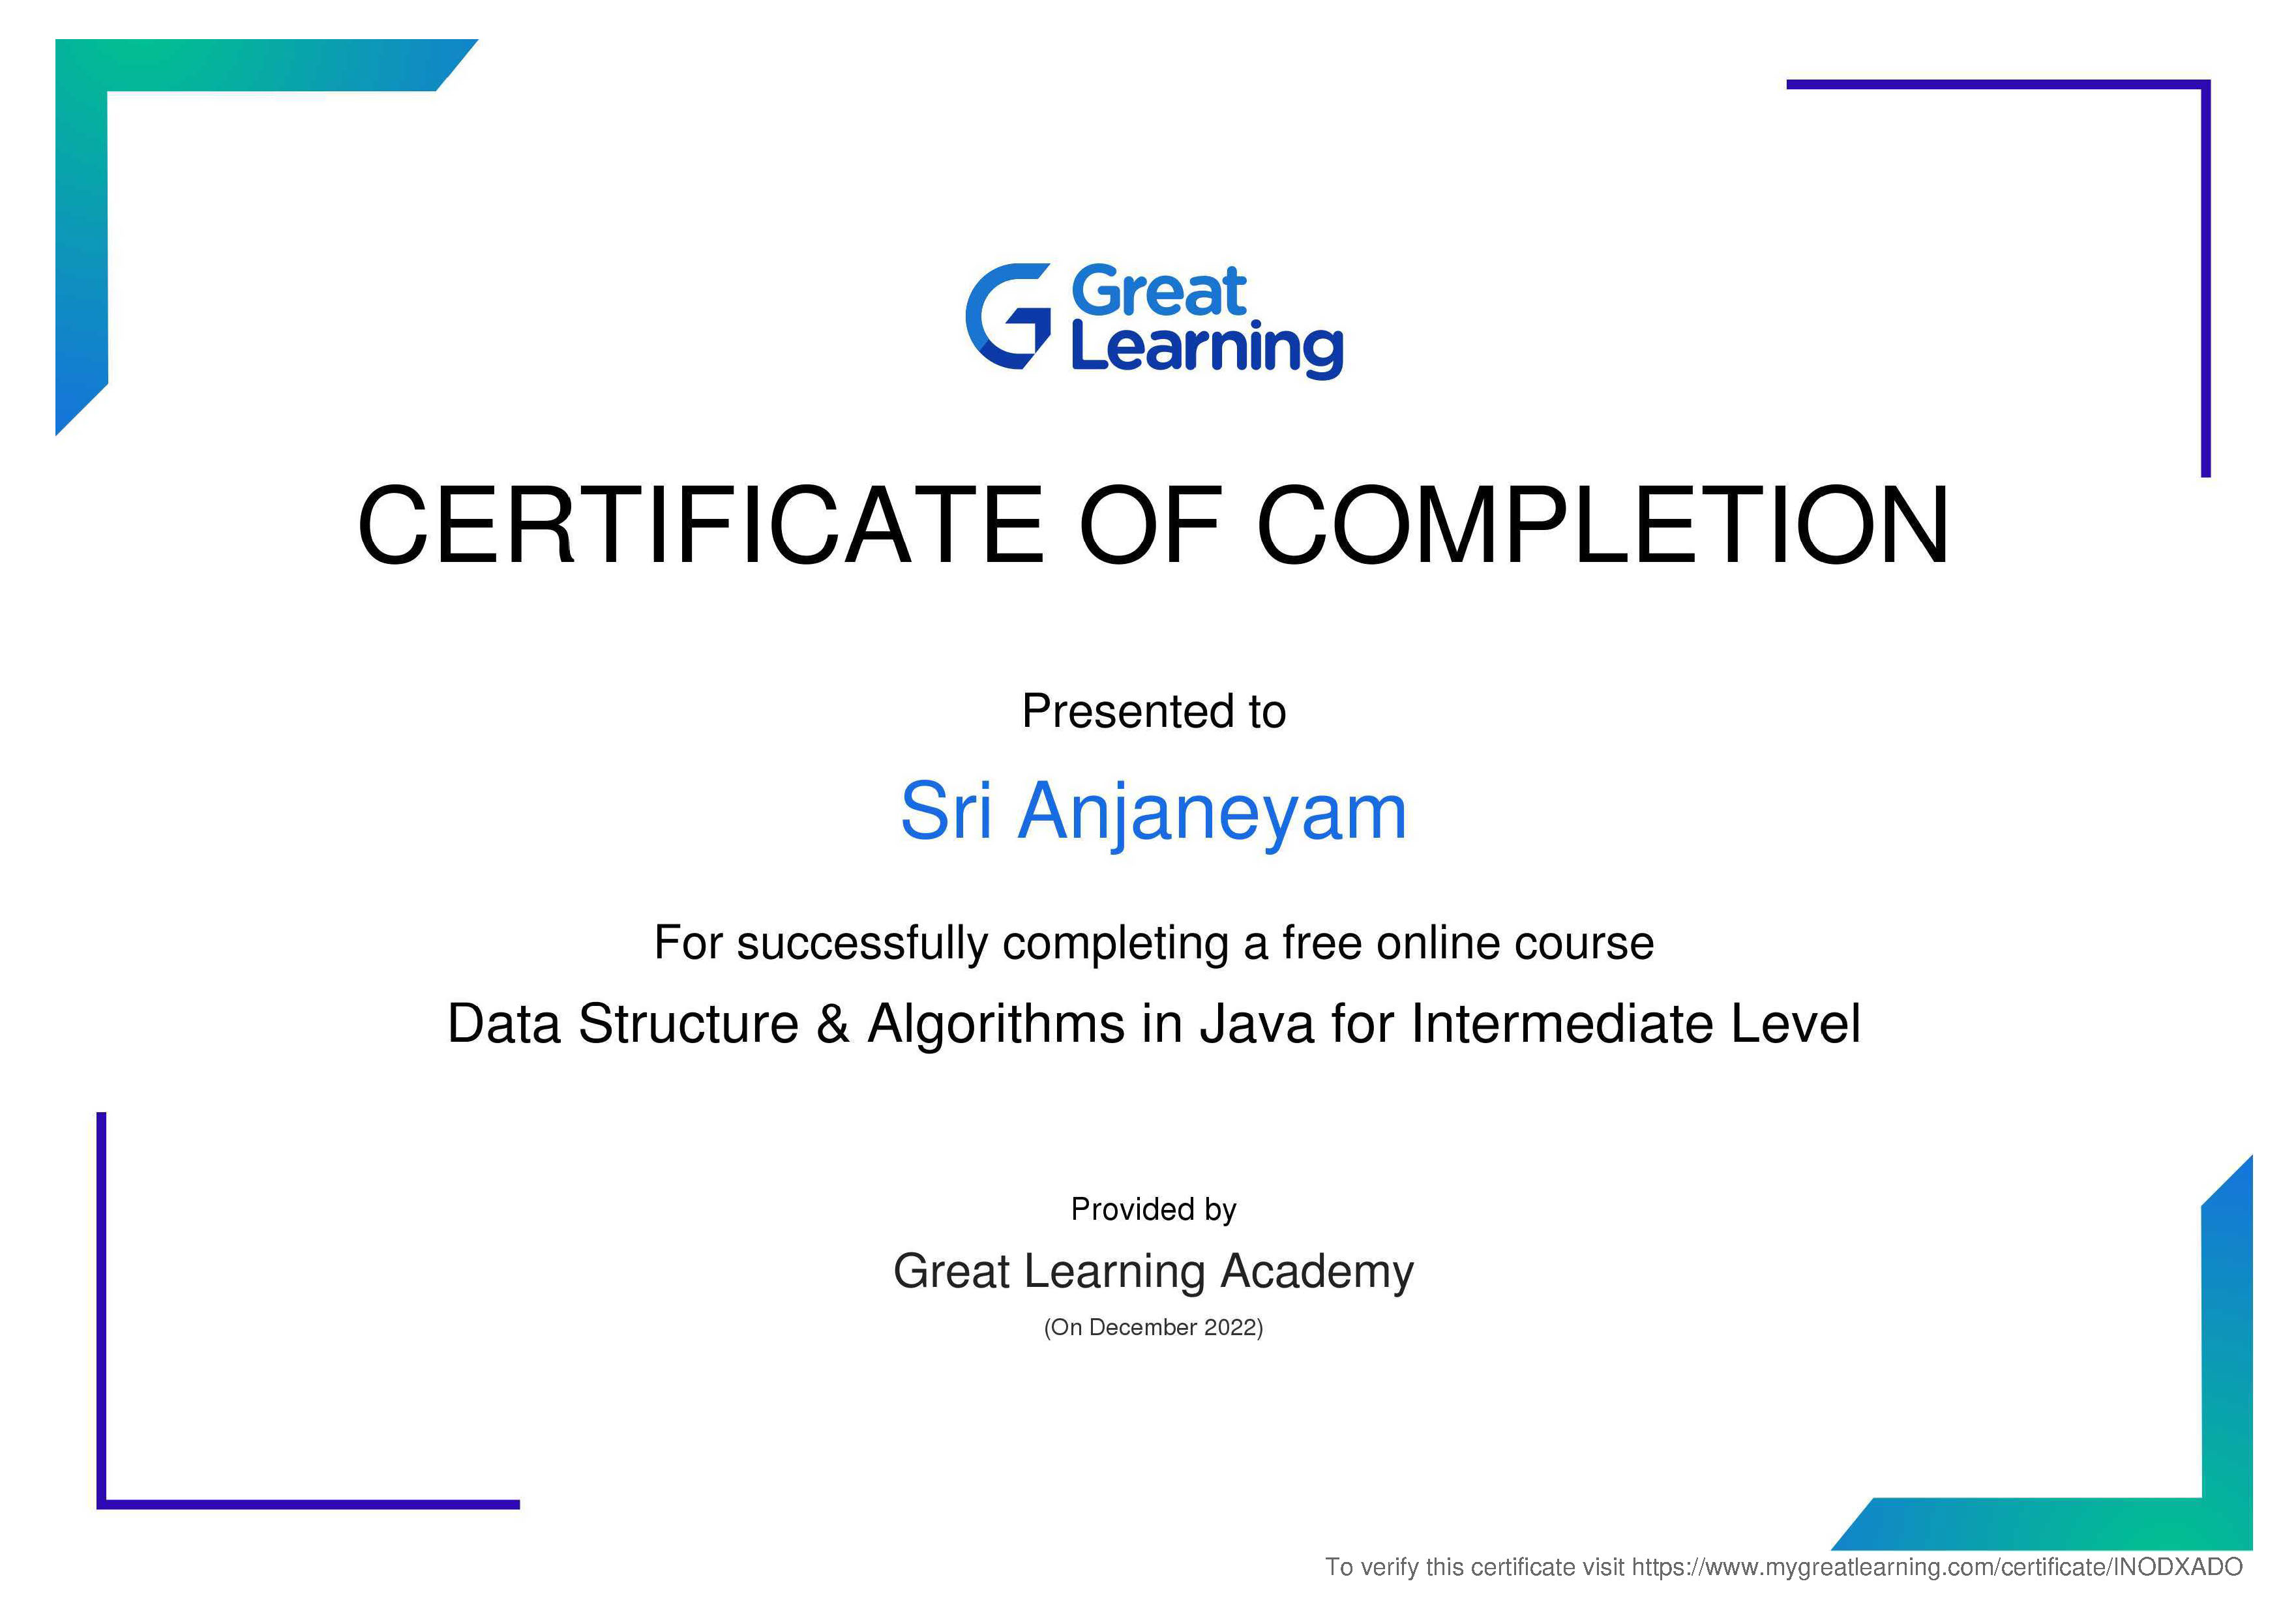 Great
Learning
CERTIFICATE OF COMPLETION
Presented to
Sri Anjaneyam
For successfully completing a free online course
Data Structure & Algorithms in Java for Intermediate Level
Provided by
Great Learning Academy
(On December 2022)
To verify this certificate visit https://www.mygreatlearning.com/certificate/INODXADO